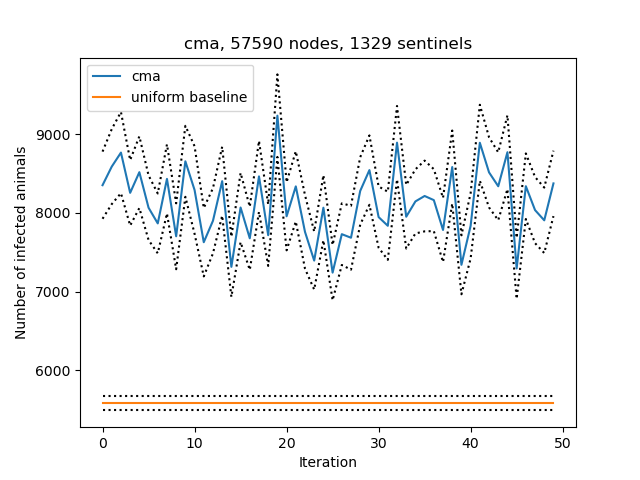 cma, 57590 nodes, 1329 sentinels
cma
uniform baseline
Number of infected animals
9000
8000
7000
6000
0 10 20 30 40 50
Iteration